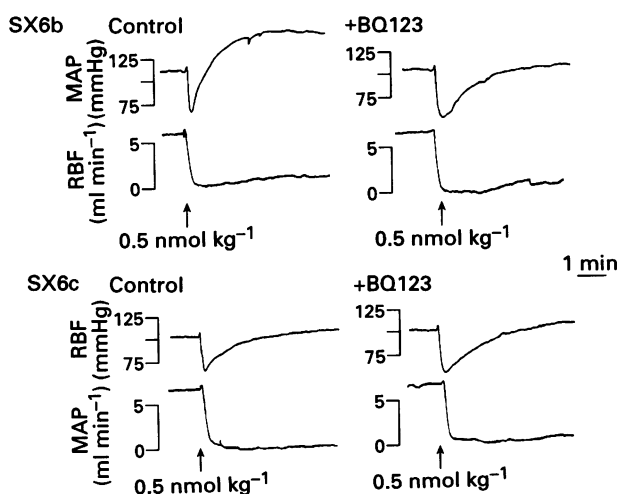 SX6b Control +BQ123
MAP (mmHg)
125
75
125
75
RBF (ml min⁻¹)
5
0
5
0
0.5 nmol kg⁻¹
0.5 nmol kg⁻¹
1 min
SX6c Control +BQ123
RBF (mmHg)
125
75
125
75
MAP (ml min⁻¹)
5
0
5
0
0.5 nmol kg⁻¹
0.5 nmol kg⁻¹